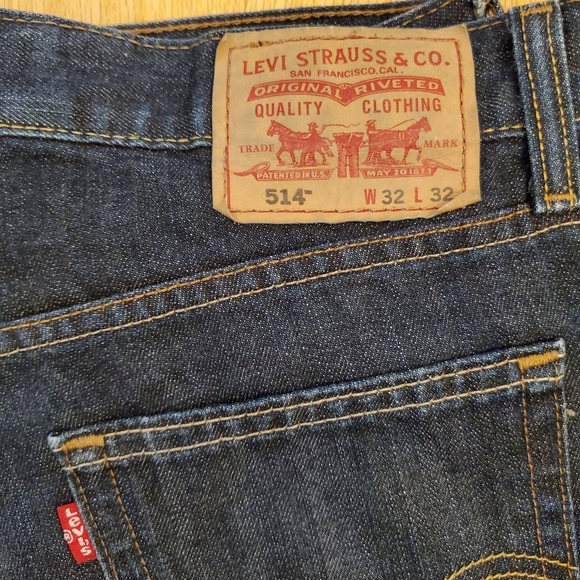 LEVI STRAUSS & CO.
SAN FRANCISCO, CAL.
ORIGINAL RIVETED
QUALITY CLOTHING
TRADE MARK
PATENTED IN U.S. MAY 20 1873
514™ W 32 L 32
LEVI'S®